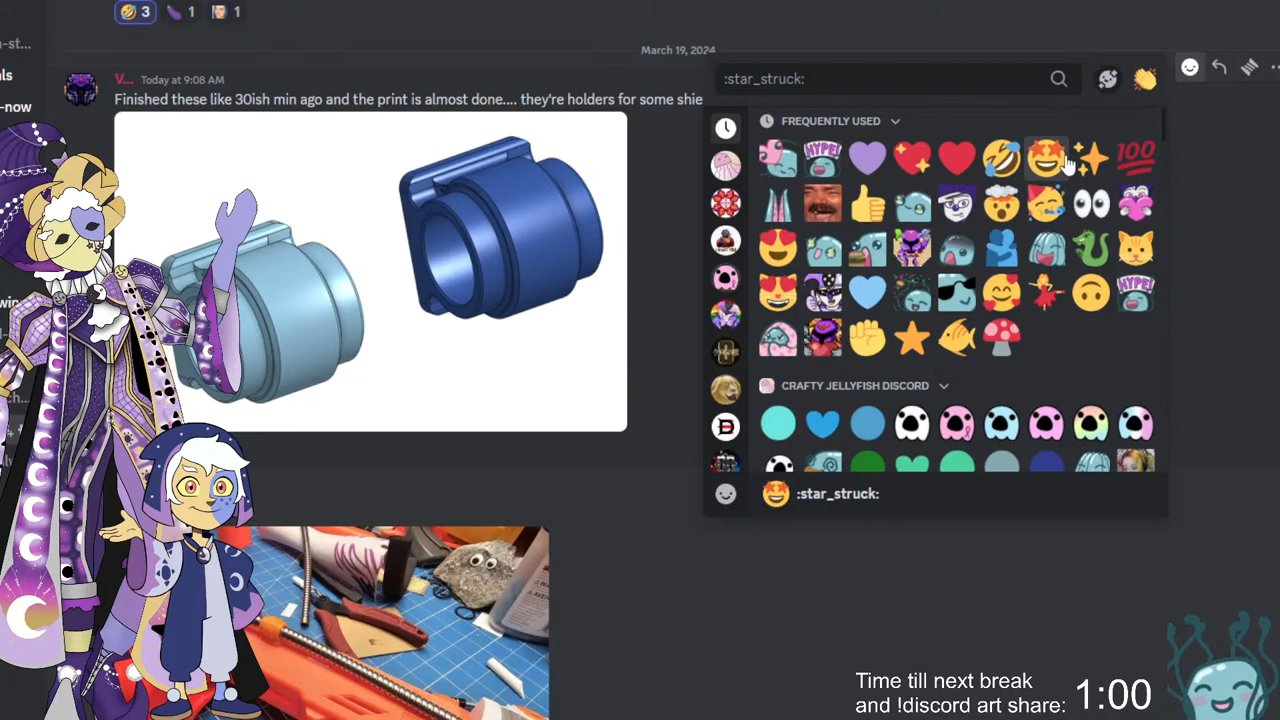 3
1
1
March 19, 2024
V... Today at 9:08 AM
Finished these like 30ish min ago and the print is almost done.... they're holders for some shie
:star_struck:
FREQUENTLY USED
HYPE!
100
HYPE!
CRAFTY JELLYFISH DISCORD
D
:star_struck:
Time till next break
and !discord art share: 1:00